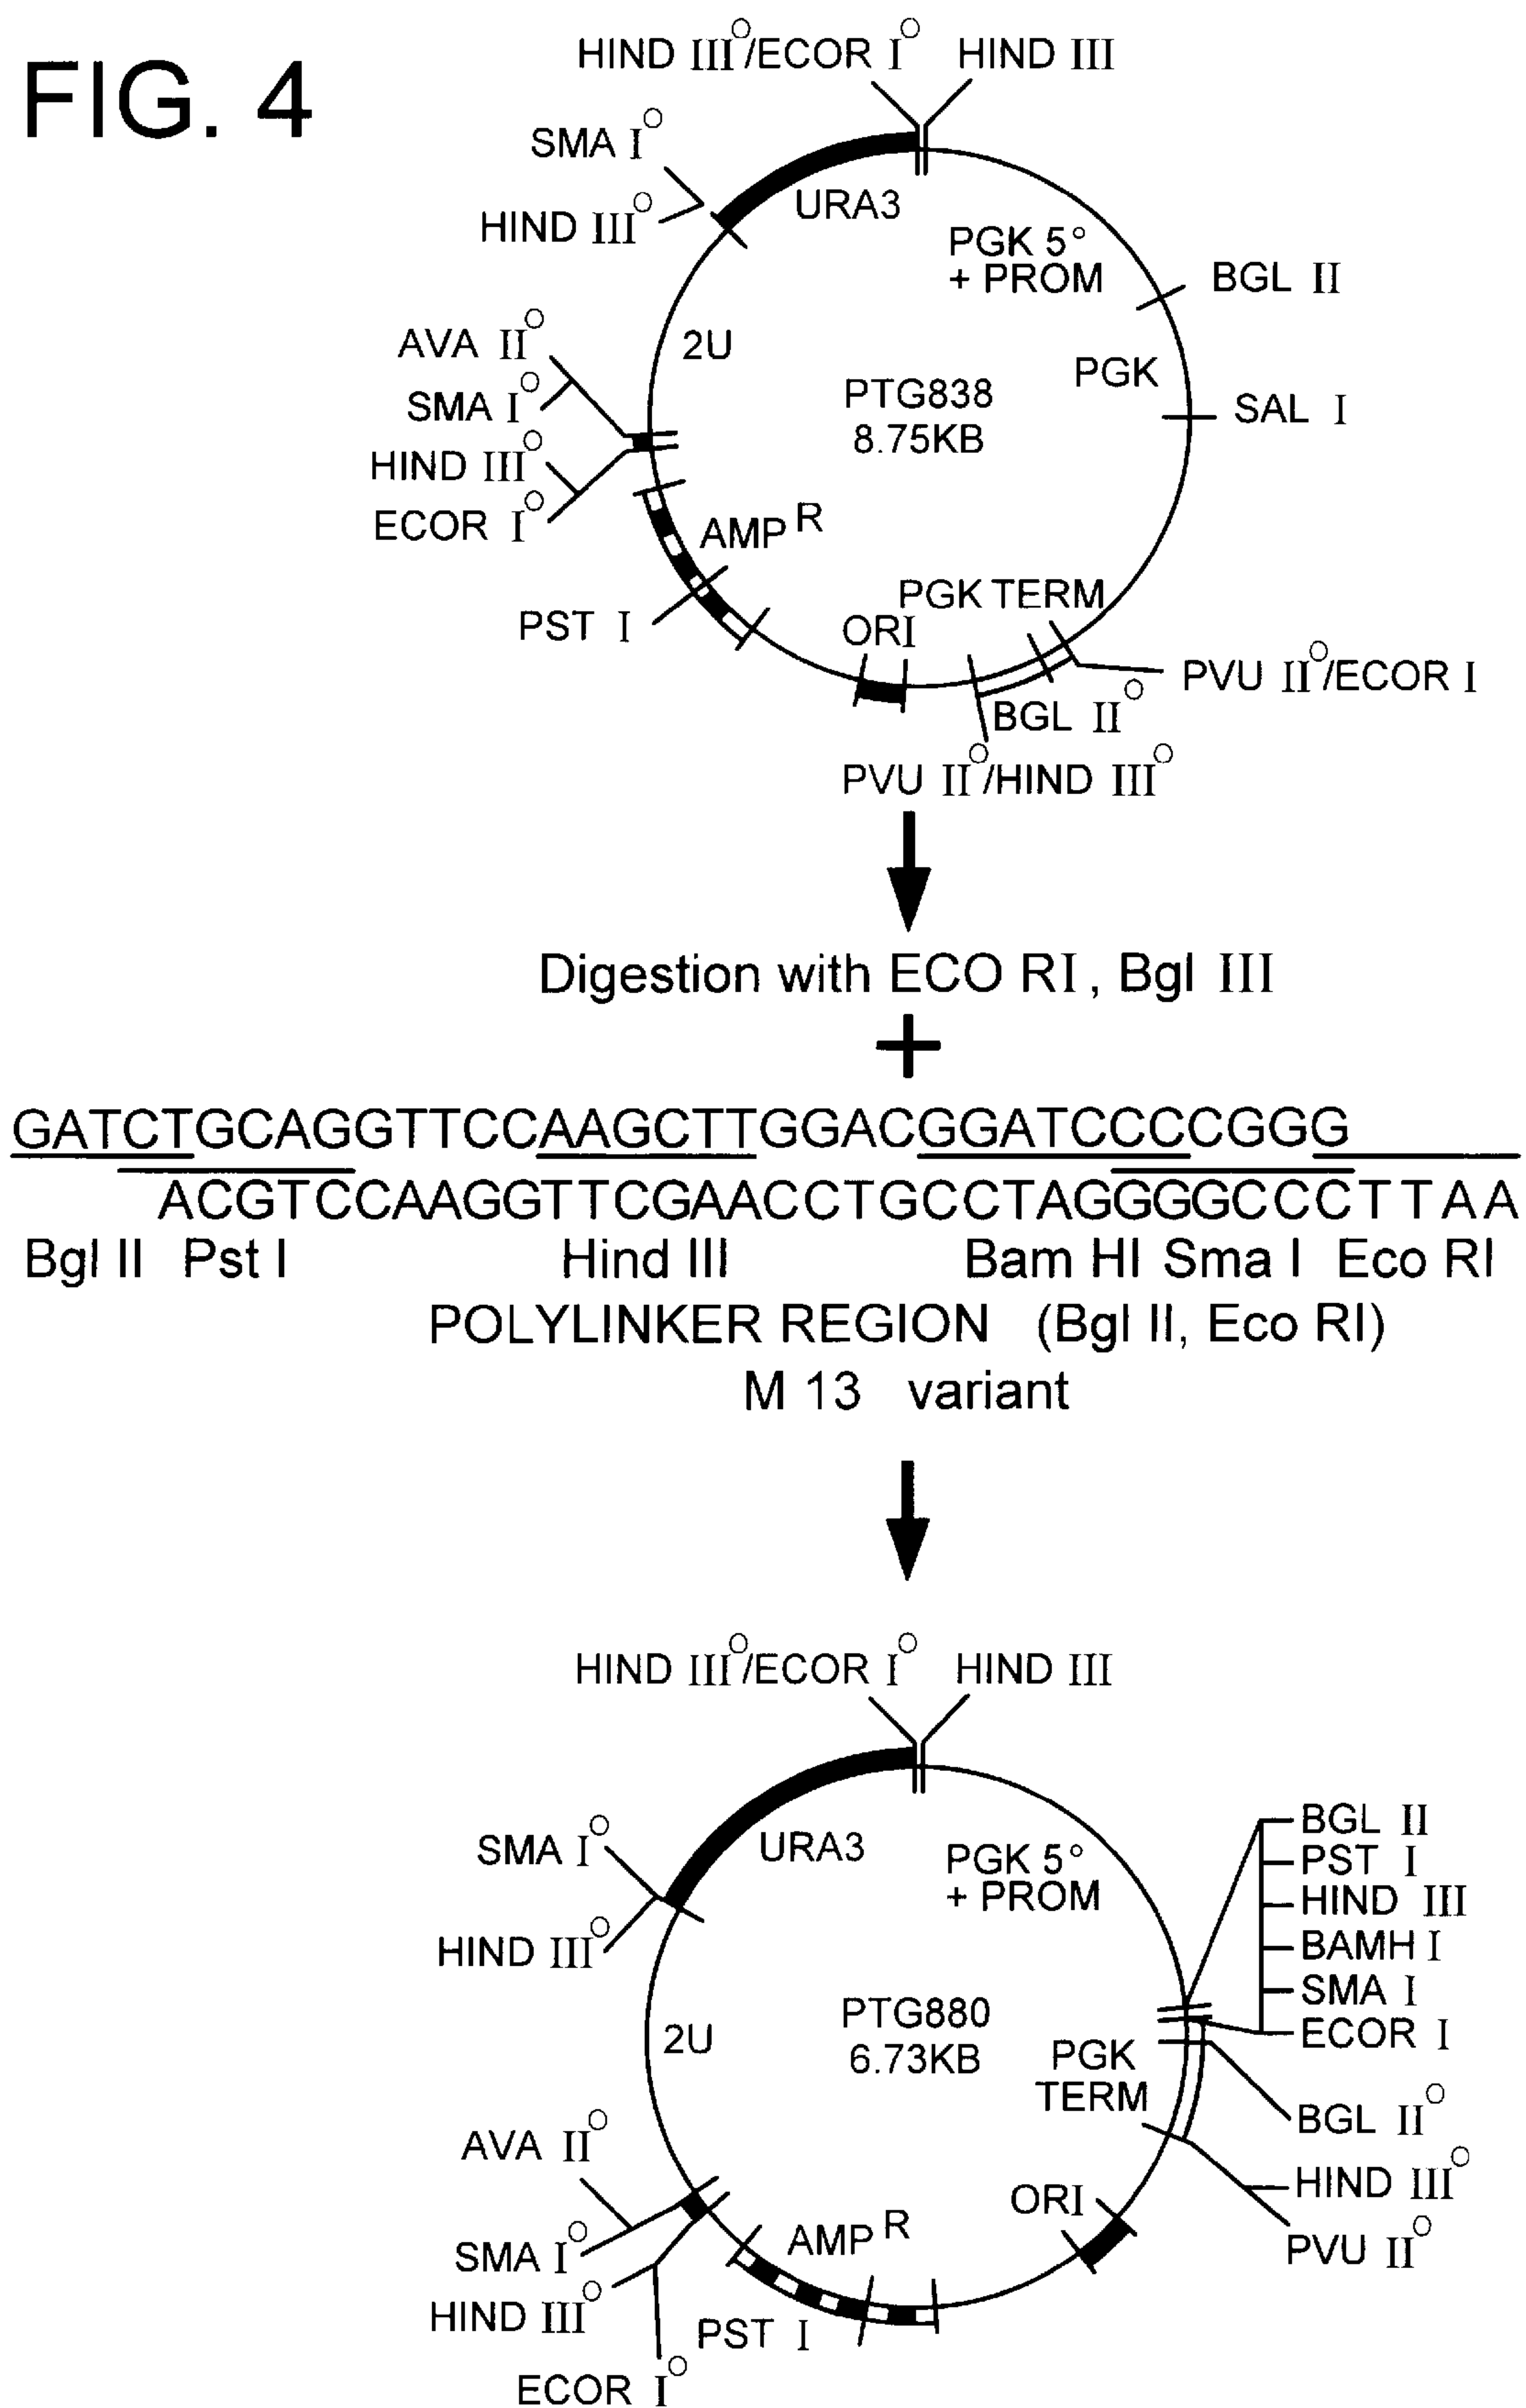 FIG. 4
HIND III°/ECOR I° HIND III
SMA I°
HIND III°
URA3
PGK 5°
+ PROM
BGL II
AVA II°
2U
PTG838
8.75KB
PGK
SMA I°
SAL I
HIND III°
ECOR I°
AMP R
PGK TERM
PST I
ORI
PVU II°/ECOR I
BGL II°
PVU II°/HIND III°
Digestion with ECO RI, Bgl III
+
GATCTGCAGGTTCCAAGCTTGGACGGATCCCCCGGG
ACGTCCAAGGTTCGAACCTGCCTAGGGGGCCCTTAA
Bgl II Pst I Hind III Bam HI Sma I Eco RI
POLYLINKER REGION (Bgl II, Eco RI)
M 13 variant
HIND III°/ECOR I° HIND III
BGL II
SMA I°
URA3
PGK 5°
+ PROM
PST I
HIND III
HIND III°
BAMH I
SMA I
2U
PTG880
6.73KB
ECOR I
PGK
TERM
BGL II°
AVA II°
HIND III°
ORI
SMA I°
AMP R
PVU II°
HIND III°
PST I
ECOR I°